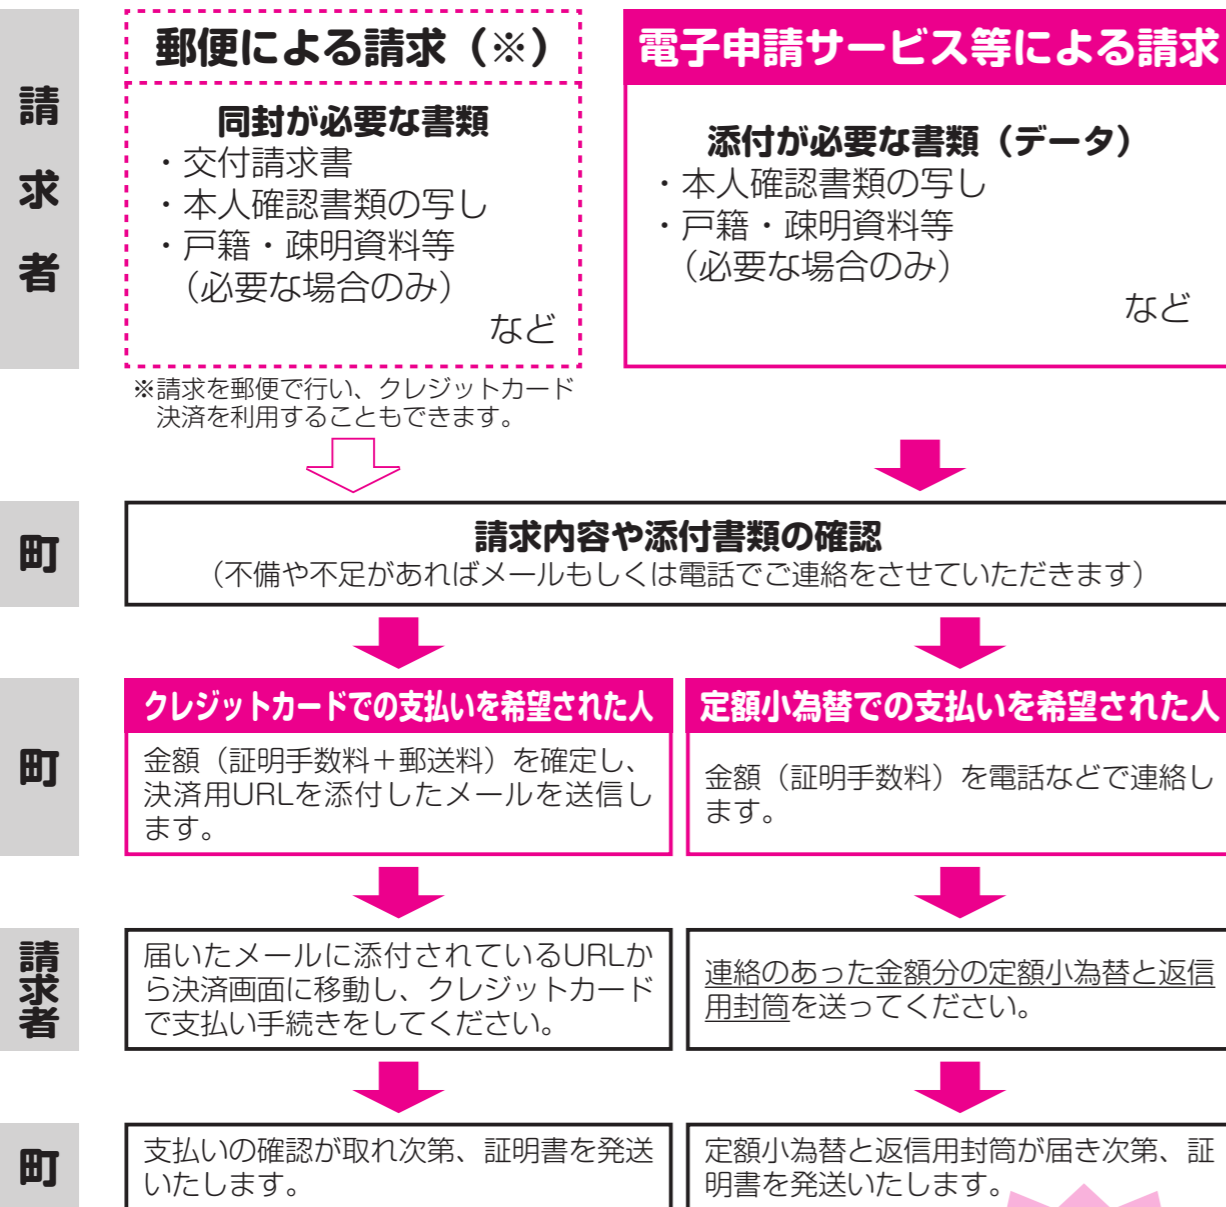 請求者
郵便による請求（※）
同封が必要な書類
・交付請求書
・本人確認書類の写し
・戸籍・疎明資料等
（必要な場合のみ）
など
※請求を郵便で行い、クレジットカード
決済を利用することもできます。
電子申請サービス等による請求
添付が必要な書類（データ）
・本人確認書類の写し
・戸籍・疎明資料等
（必要な場合のみ）
など
町
請求内容や添付書類の確認
（不備や不足があればメールもしくは電話でご連絡をさせていただきます）
町
クレジットカードでの支払いを希望された人
金額（証明手数料＋郵送料）を確定し、
決済用URLを添付したメールを送信し
ます。
定額小為替での支払いを希望された人
金額（証明手数料）を電話などで連絡し
ます。
請求者
届いたメールに添付されているURLか
ら決済画面に移動し、クレジットカード
で支払い手続きをしてください。
連絡のあった金額分の定額小為替と返信
用封筒を送ってください。
町
支払いの確認が取れ次第、証明書を発送
いたします。
定額小為替と返信用封筒が届き次第、証
明書を発送いたします。